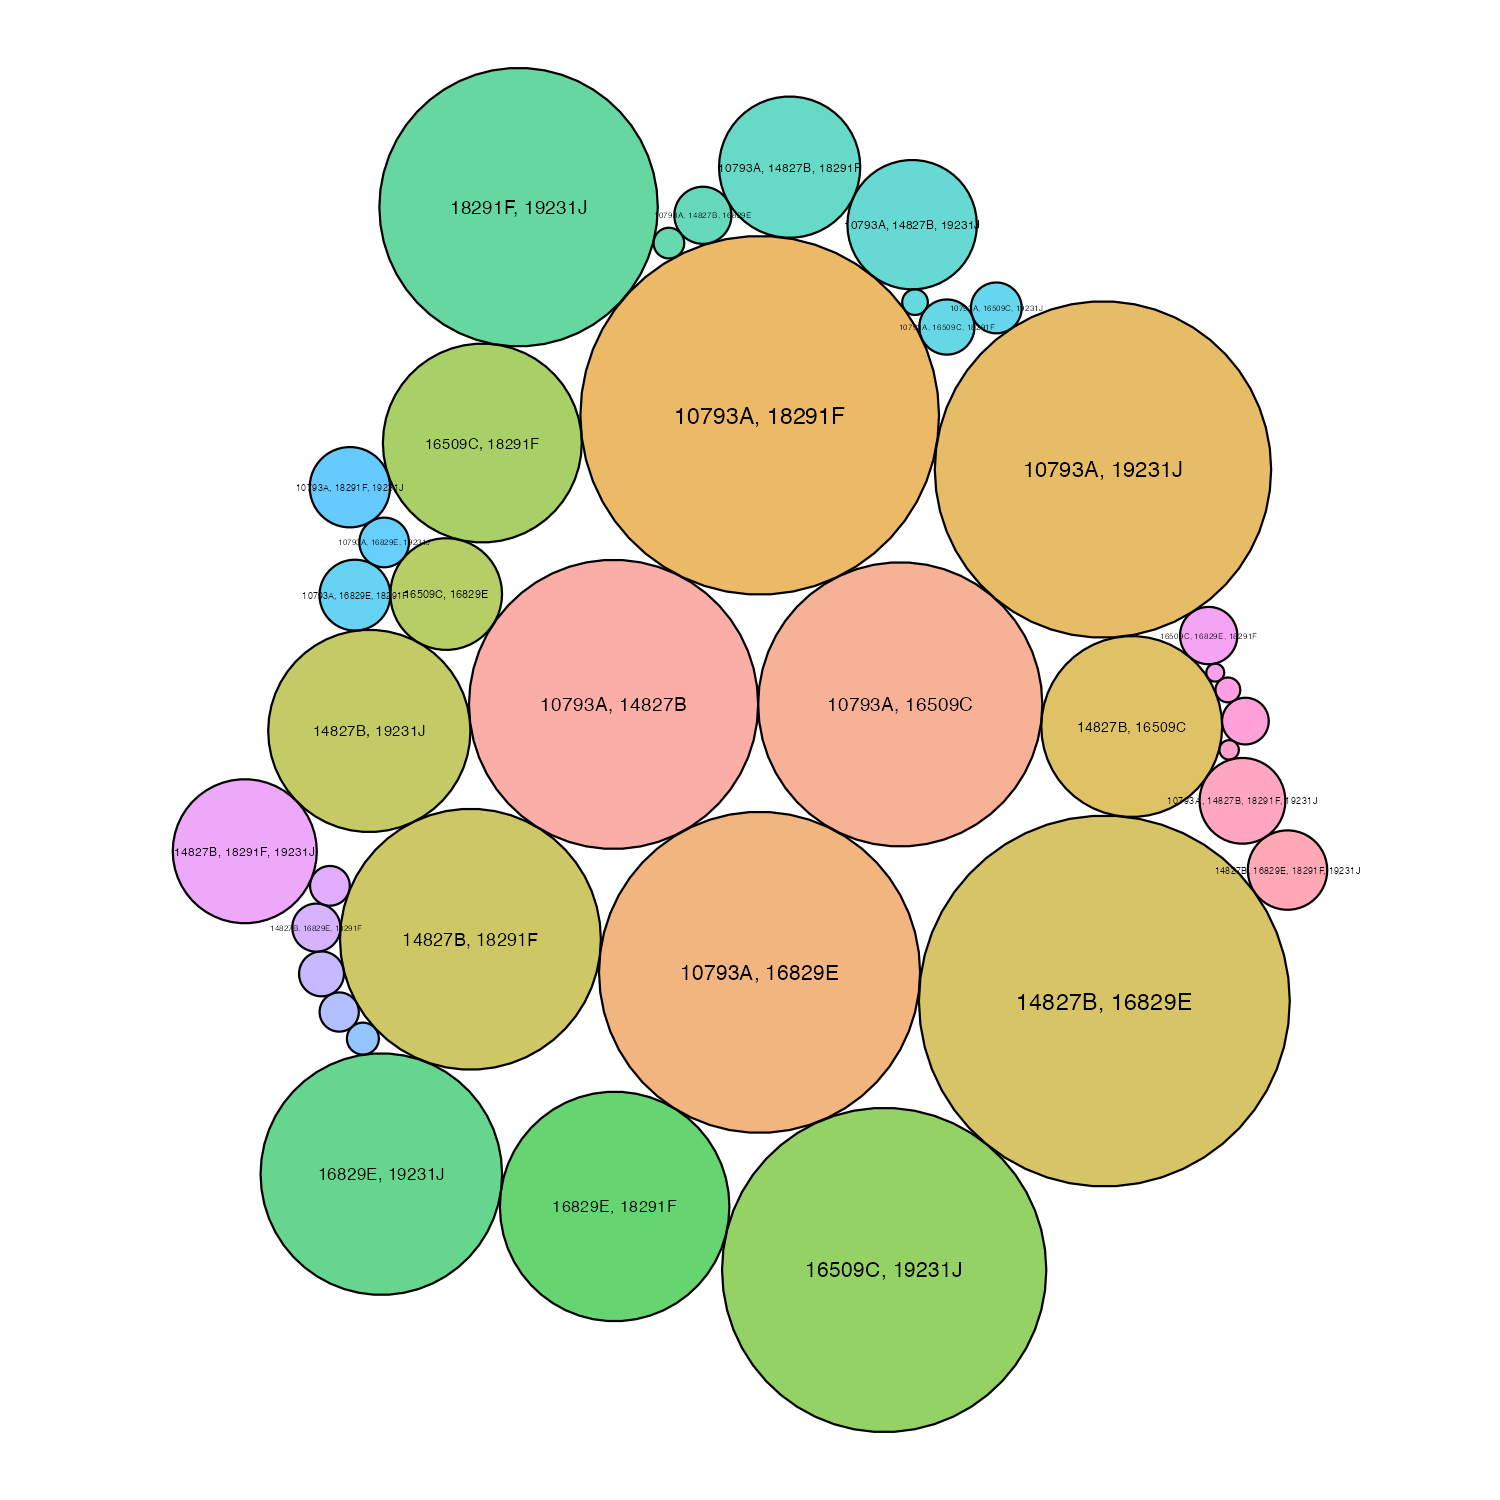 10793A, 14827B, 18291F
18291F, 19231J
10793A, 14827B, 16829E
10793A, 14827B, 19231J
10793A, 16509C, 19231J
10793A, 16509C, 18291F
10793A, 18291F
16509C, 18291F
10793A, 19231J
10793A, 18291F, 19231J
10793A, 16829E, 19231J
10793A, 16829E, 18291F
16509C, 16829E
16509C, 16829E, 18291F
10793A, 14827B
10793A, 16509C
14827B, 16509C
14827B, 19231J
10793A, 14827B, 18291F, 19231J
14827B, 18291F, 19231J
14827B, 16829E, 18291F, 19231J
14827B, 16829E, 18291F
14827B, 18291F
10793A, 16829E
14827B, 16829E
16829E, 19231J
16829E, 18291F
16509C, 19231J